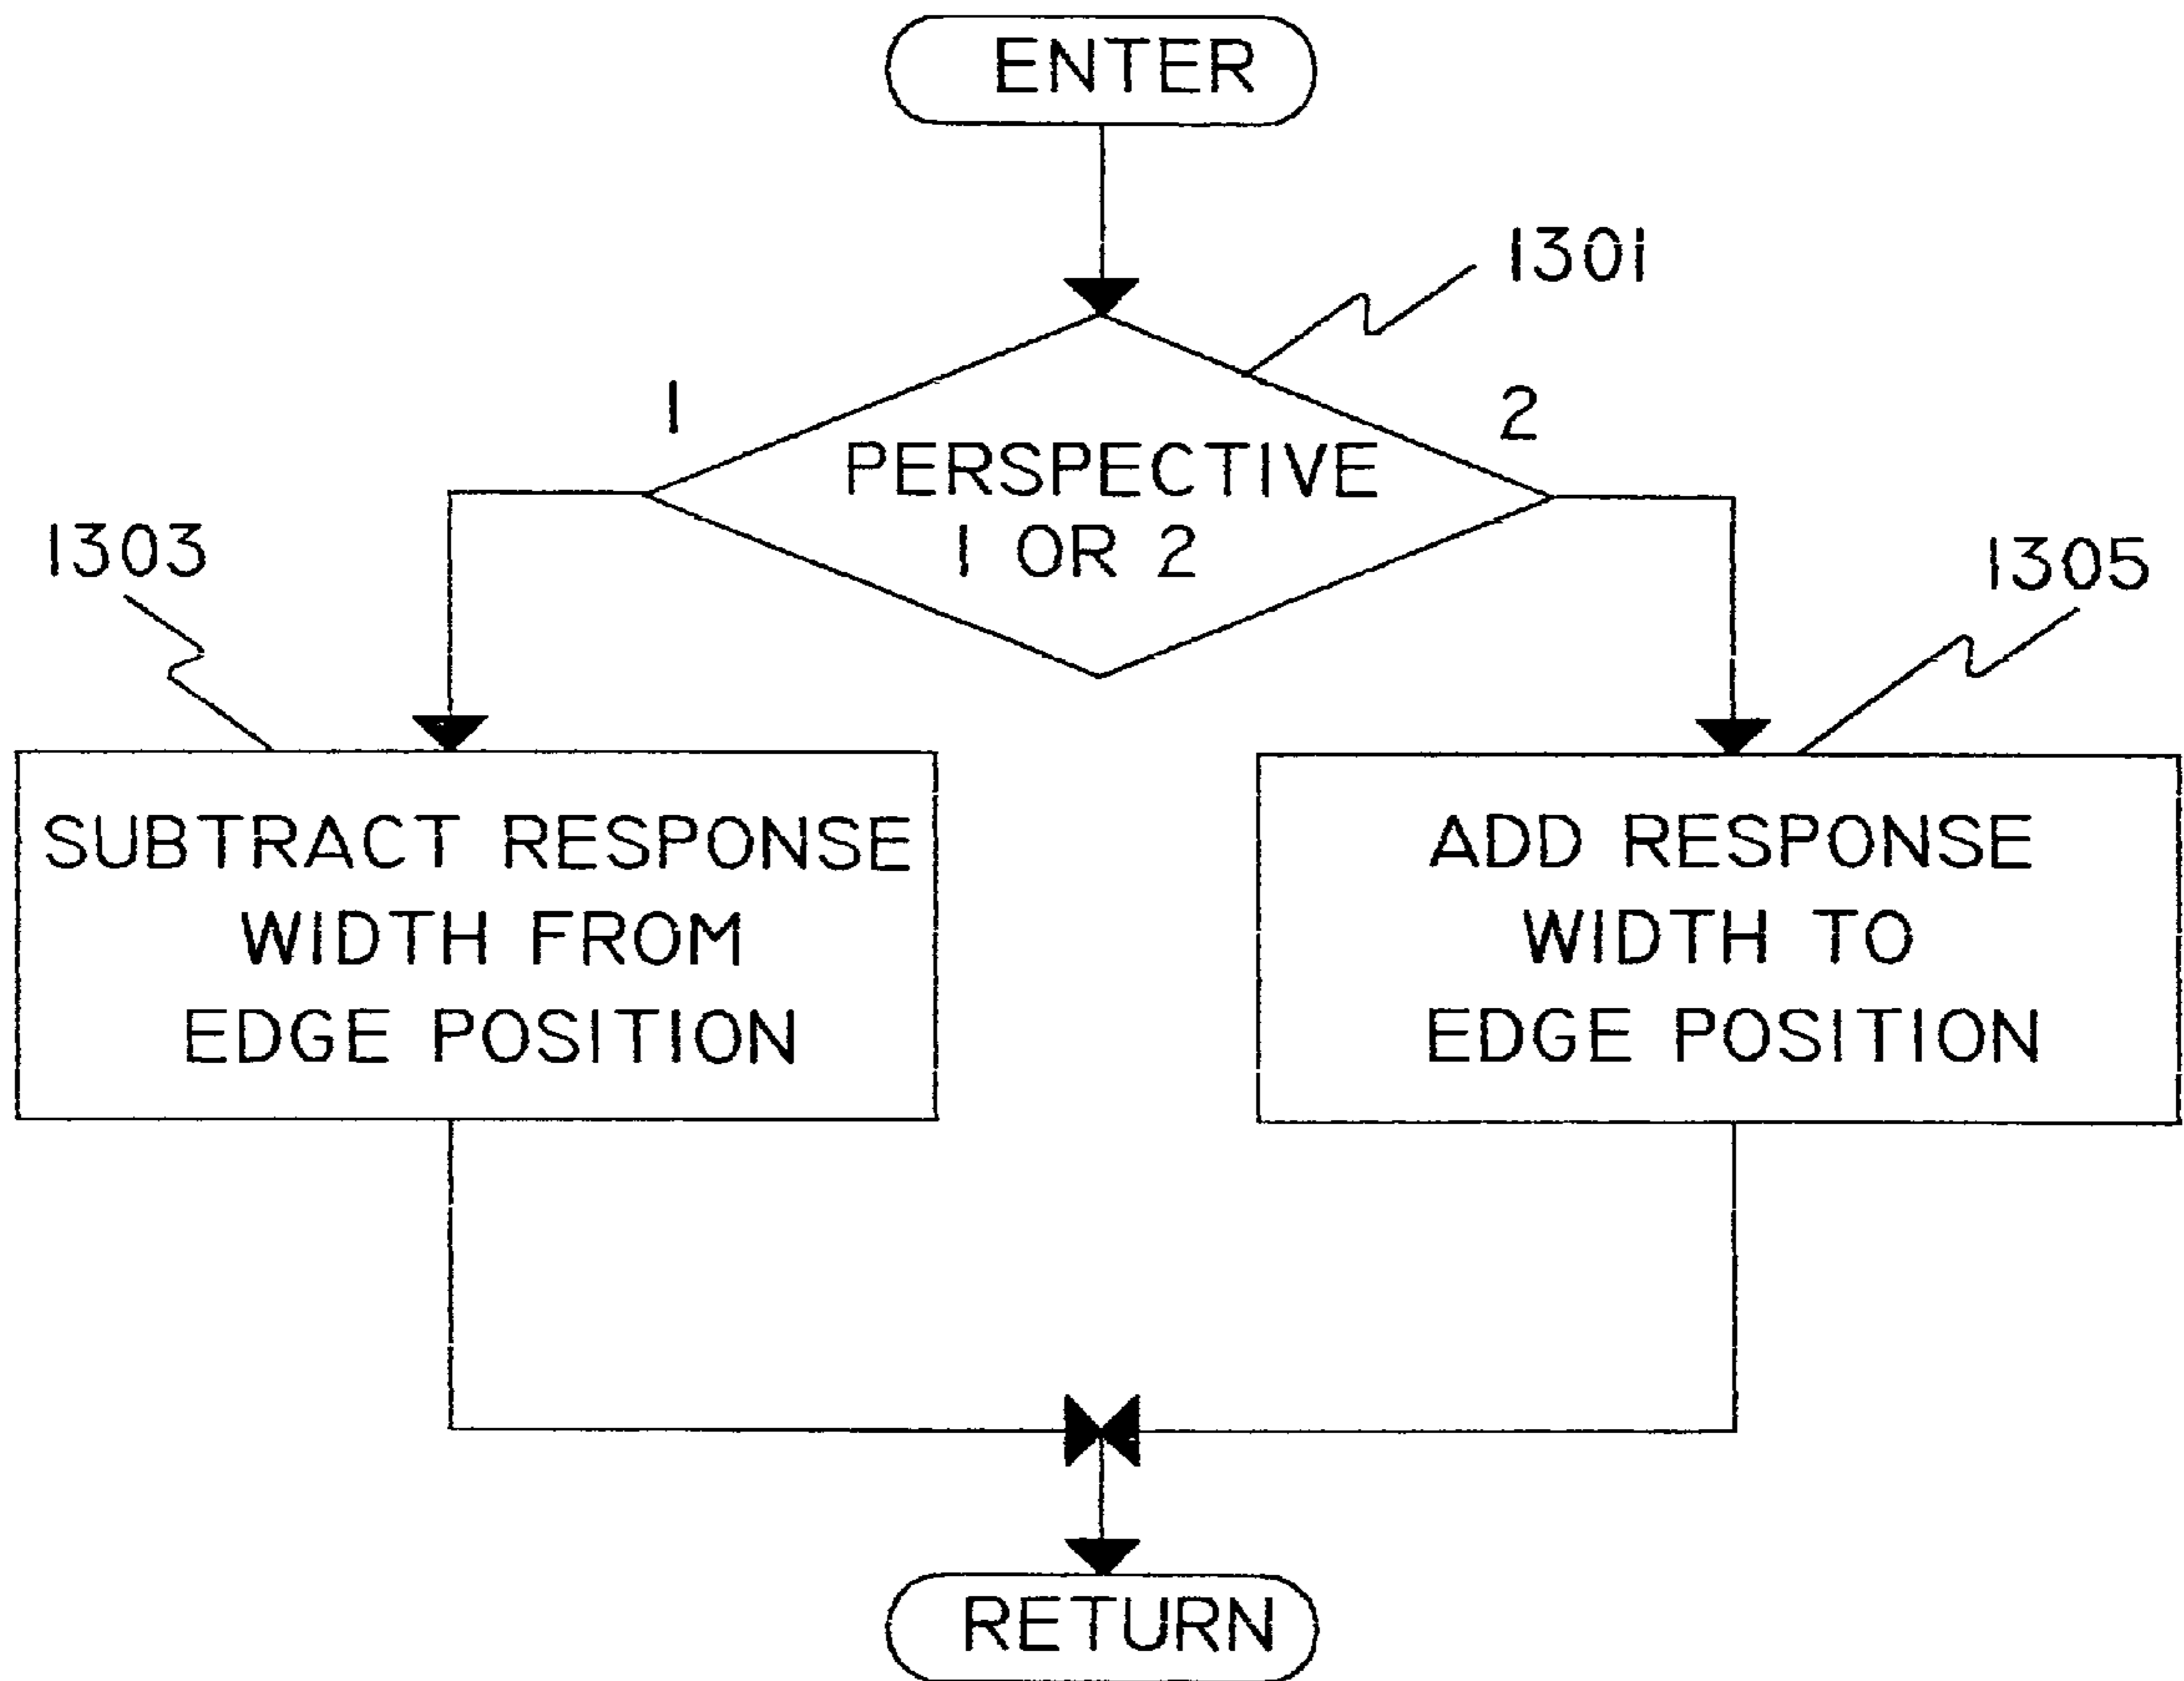 ENTER
1301
1
2
PERSPECTIVE
1 OR 2
1303
1305
SUBTRACT RESPONSE
WIDTH FROM
EDGE POSITION
ADD RESPONSE
WIDTH TO
EDGE POSITION
RETURN